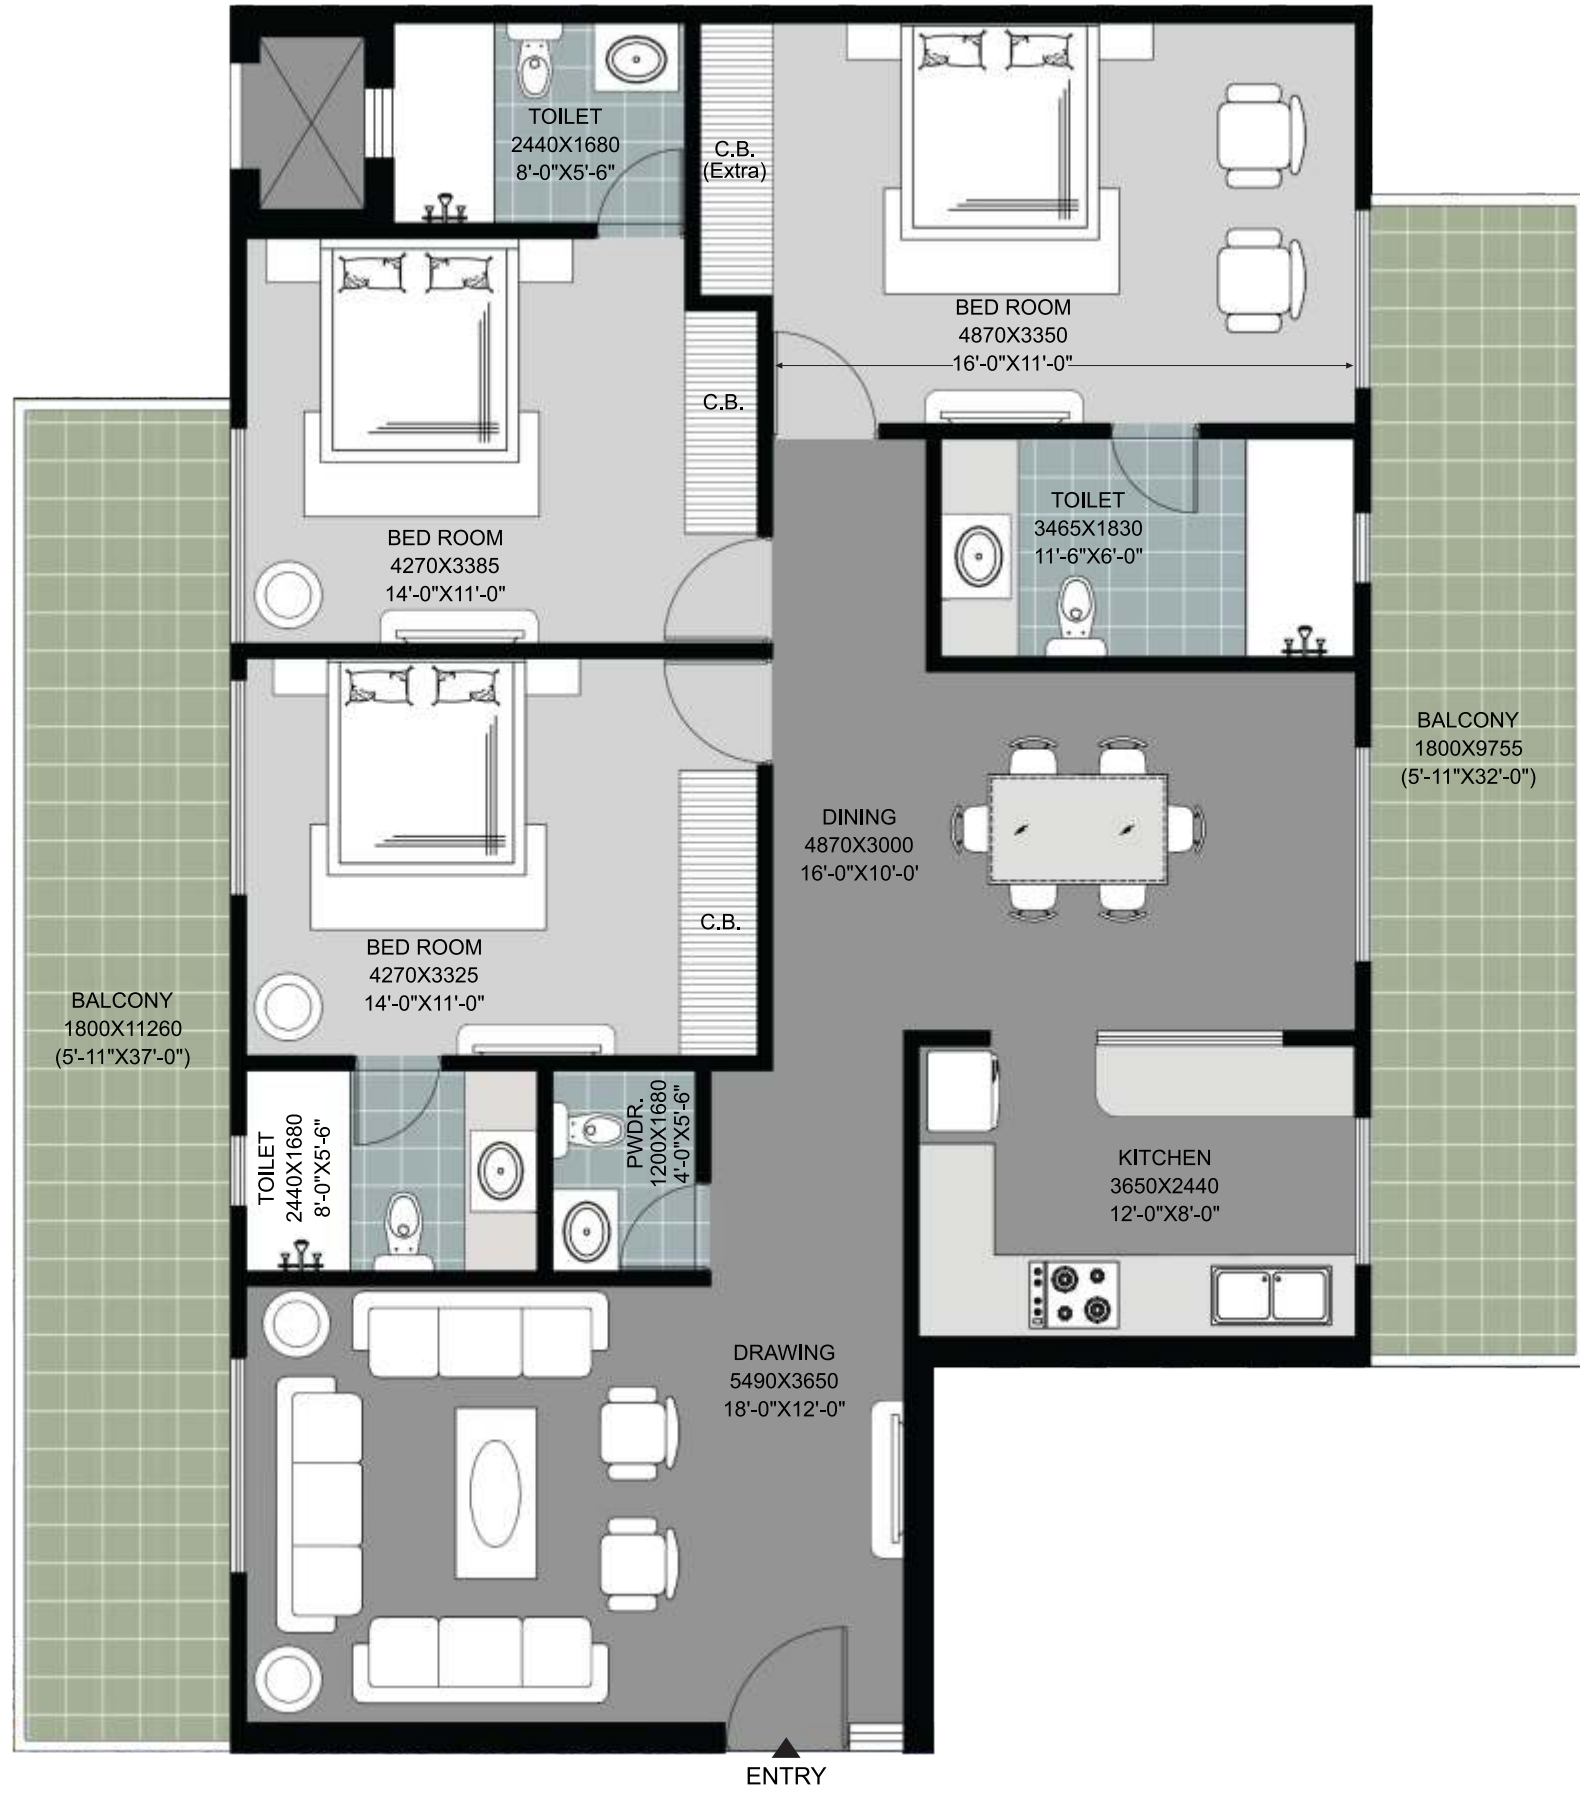 TOILET
2440X1680
8'-0"X5'-6"
C.B.
(Extra)
BED ROOM
4870X3350
16'-0"X11'-0"
C.B.
BED ROOM
4270X3385
14'-0"X11'-0"
TOILET
3465X1830
11'-6"X6'-0"
BALCONY
1800X9755
(5'-11"X32'-0")
DINING
4870X3000
16'-0"X10'-0'
C.B.
BED ROOM
4270X3325
14'-0"X11'-0"
BALCONY
1800X11260
(5'-11"X37'-0")
TOILET
2440X1680
8'-0"X5'-6"
PWDR.
1200X1680
4'-0"X5'-6"
KITCHEN
3650X2440
12'-0"X8'-0"
DRAWING
5490X3650
18'-0"X12'-0"
ENTRY